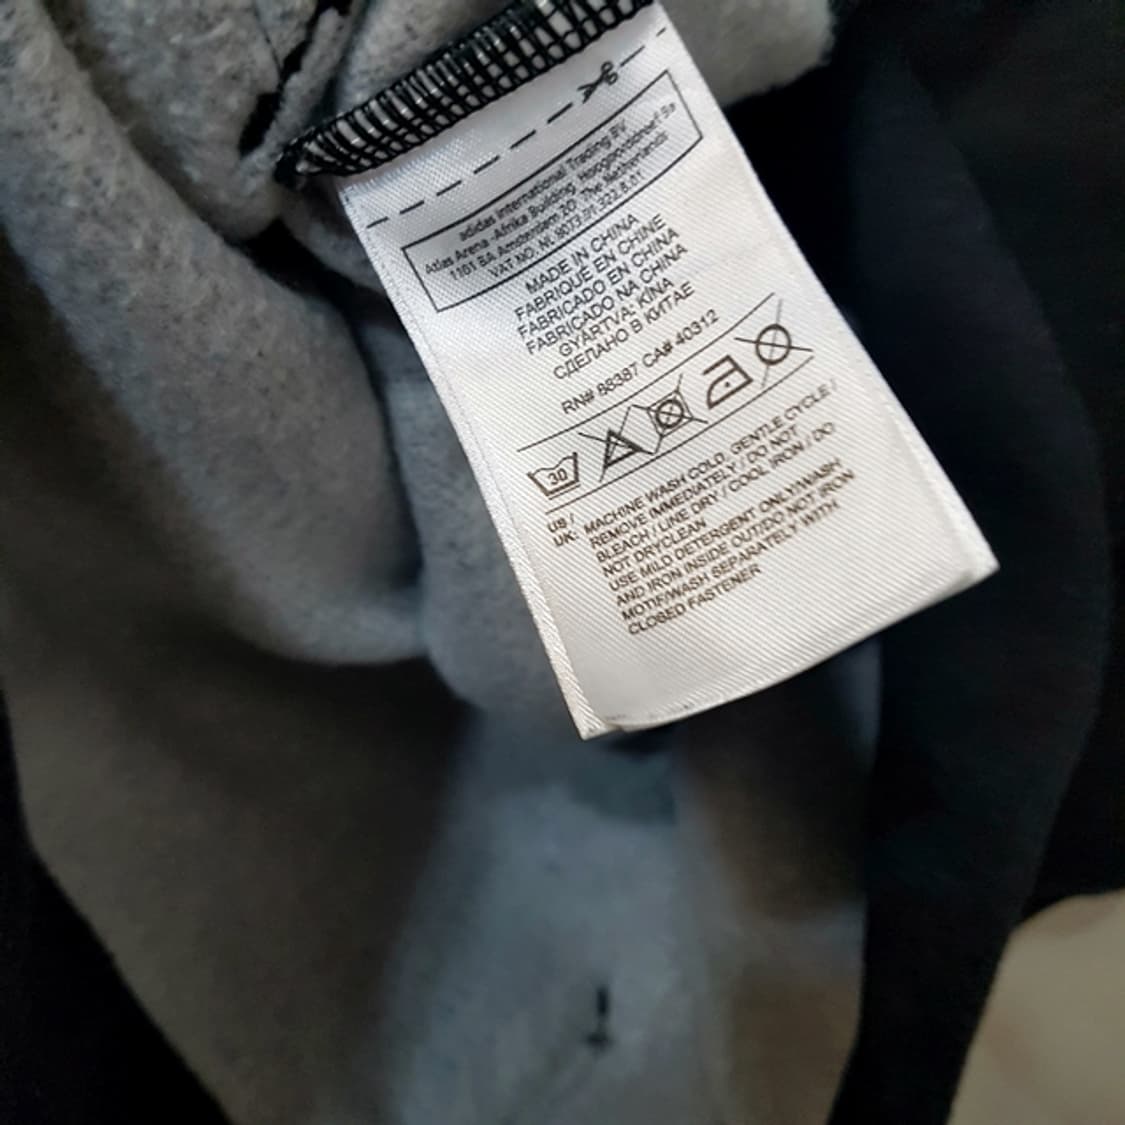 adidas International Trading BV
Atlas Arena -Afrika Building, Hoogoorddreef 9a
1101 BA Amsterdam ZO, The Netherlands
VAT NO. NL 8073.01.322.B.01
MADE IN CHINA
FABRIQUÉ EN CHINE
FABRICADO EN CHINA
FABRICADO NA CHINA
GYÁRTVA: KÍNA
СДЕЛАНО В КИТАЕ
RN# 88387 CA# 40312
30
US / UK: MACHINE WASH COLD, GENTLE CYCLE /
REMOVE IMMEDIATELY / DO NOT
BLEACH / LINE DRY / COOL IRON / DO
NOT DRYCLEAN
USE MILD DETERGENT ONLY/WASH
AND IRON INSIDE OUT/DO NOT IRON
MOTIF/WASH SEPARATELY WITH
CLOSED FASTENER